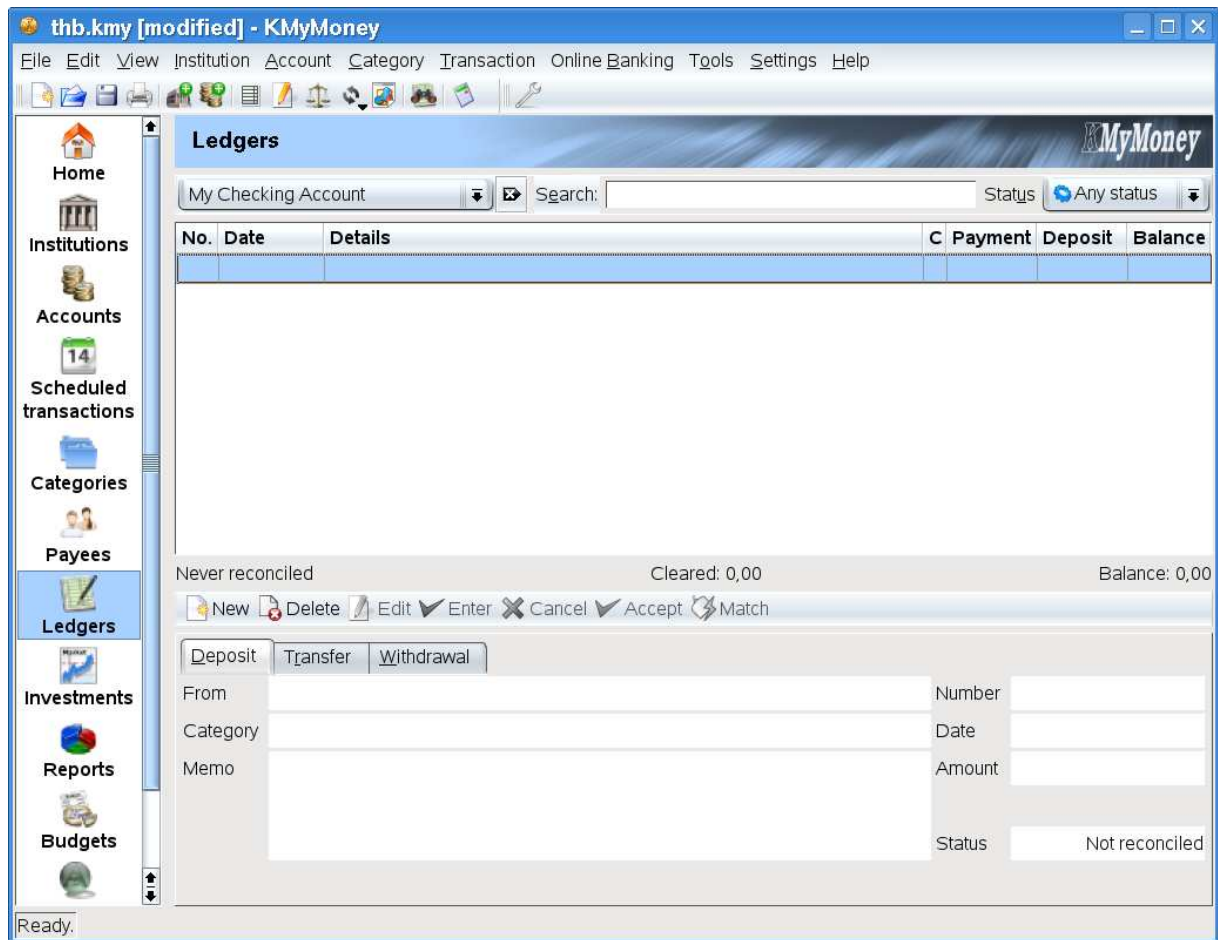 thb.kmy [modified] - KMyMoney
File Edit View Institution Account Category Transaction Online Banking Tools Settings Help
Home
Institutions
Accounts
14
Scheduled
transactions
Categories
Payees
Ledgers
Investments
Reports
Budgets
Ledgers
KMyMoney
My Checking Account Search: Status Any status
No. Date Details C Payment Deposit Balance
Never reconciled Cleared: 0,00 Balance: 0,00
New Delete Edit Enter Cancel Accept Match
Deposit Transfer Withdrawal
From Number
Category Date
Memo Amount
Status Not reconciled
Ready.